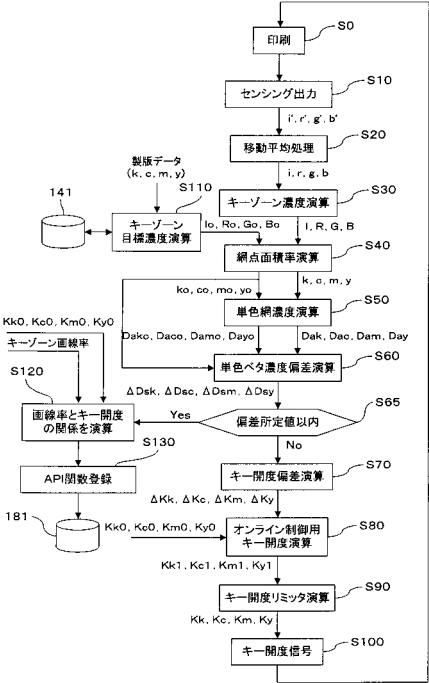 S0
印刷
S10
センシング出力
i', r', g', b'
S20
移動平均処理
i, r, g, b
製版データ
(k, c, m, y)
S110
S30
141
キーゾーン
目標濃度演算
キーゾーン濃度演算
Io, Ro, Go, Bo
I, R, G, B
S40
網点面積率演算
ko, co, mo, yo
k, c, m, y
S50
単色網濃度演算
Kk0, Kc0, Km0, Ky0
Dako, Daco, Damo, Dayo
Dak, Dac, Dam, Day
キーゾーン画線率
S60
単色ベタ濃度偏差演算
S120
ΔDsk, ΔDsc, ΔDsm, ΔDsy
S65
画線率とキー開度
の関係を演算
Yes
偏差所定値以内
S130
No
S70
API関数登録
キー開度偏差演算
ΔKk, ΔKc, ΔKm, ΔKy
181
Kk0, Kc0, Km0, Ky0
S80
オンライン制御用
キー開度演算
Kk1, Kc1, Km1, Ky1
S90
キー開度リミッタ演算
Kk, Kc, Km, Ky
S100
キー開度信号